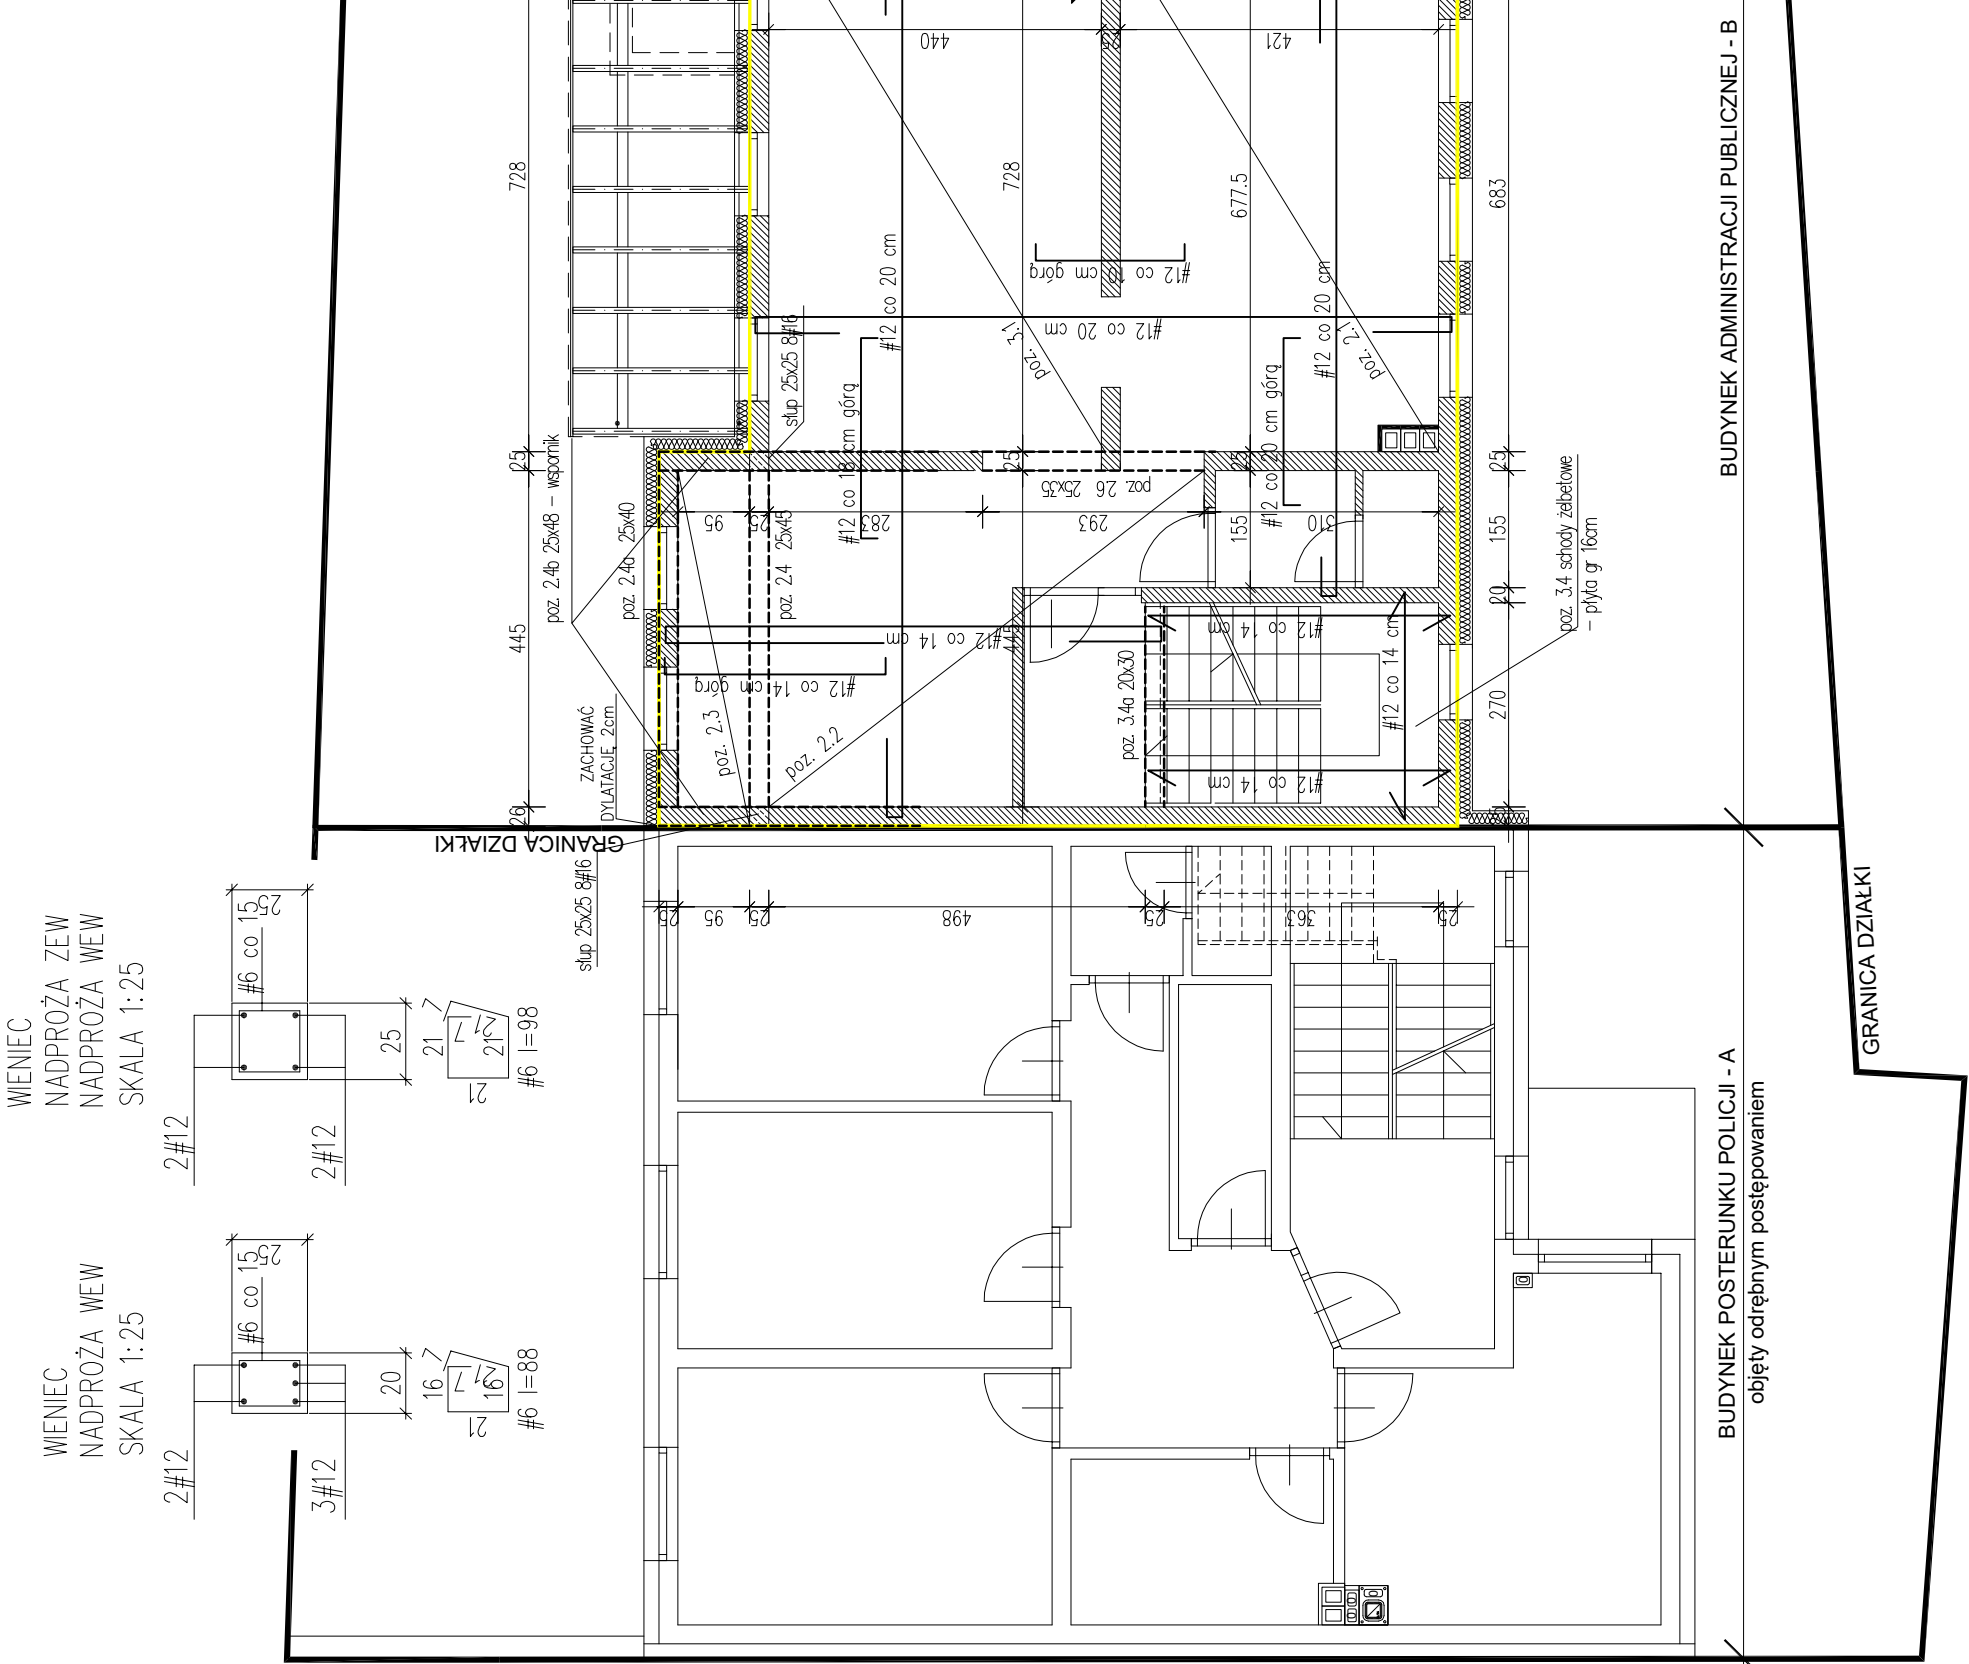 WIENIEC
NADPROŻA ZEW
NADPROŻA WEW
SKALA 1:25
2#12
2#12
#6 co 15
25
25
21
7
21
7
21
21
#6 l=98
WIENIEC
NADPROŻA WEW
SKALA 1:25
2#12
3#12
#6 co 15
25
20
16
7
21
7
16
21
#6 l=88
728
25
445
26
440
25
421
728
677.5
683
#12 co 20 cm
#12 co 10 cm górą
#12 co 20 cm
poz. 3.1
#12 co 20 cm
poz. 2.1
słup 25x25 8#16
#12 co 18 cm górą
#12 co 20 cm górą
poz. 2.4b 25x48 - wspornik
poz. 2.4a 25x40
poz. 2.4 25x45
poz. 2.6 25x35
95
25
283
293
310
25
25
25
155
155
20
445
270
#12 co 14 cm
#12 co 14 cm górą
poz. 2.3
poz. 2.2
poz. 3.4a 20x30
#12 co 14 cm
#12 co 14 cm
#12 co 14 cm
poz. 3.4 schody żelbetowe
- płyta gr 16cm
ZACHOWAĆ
DYLATACJĘ 2cm
GRANICA DZIAŁKI
słup 25x25 8#16
25
95
25
498
25
363
25
BUDYNEK ADMINISTRACJI PUBLICZNEJ - B
GRANICA DZIAŁKI
BUDYNEK POSTERUNKU POLICJI - A
objęty odrębnym postępowaniem